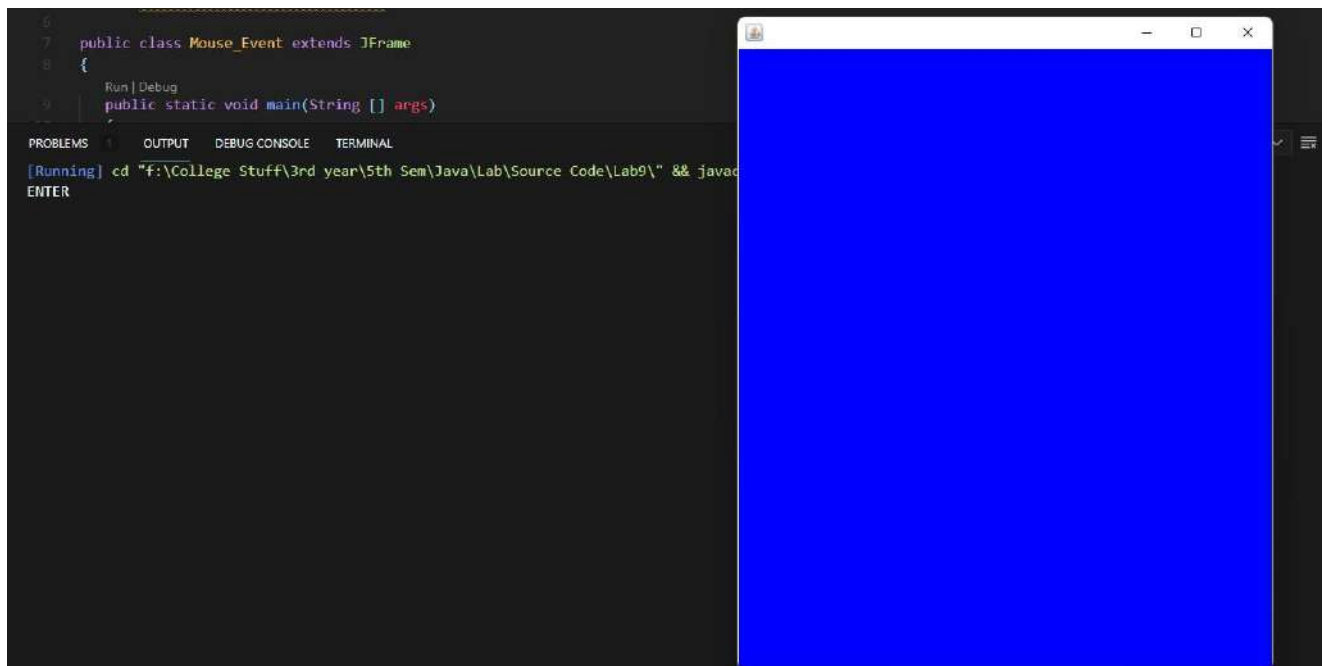 6
7 public class Mouse_Event extends JFrame
8 {
Run | Debug
9 public static void main(String [] args)
PROBLEMS 1 OUTPUT DEBUG CONSOLE TERMINAL
[Running] cd "f:\College Stuff\3rd year\5th Sem\Java\Lab\Source Code\Lab9\" && javac
ENTER